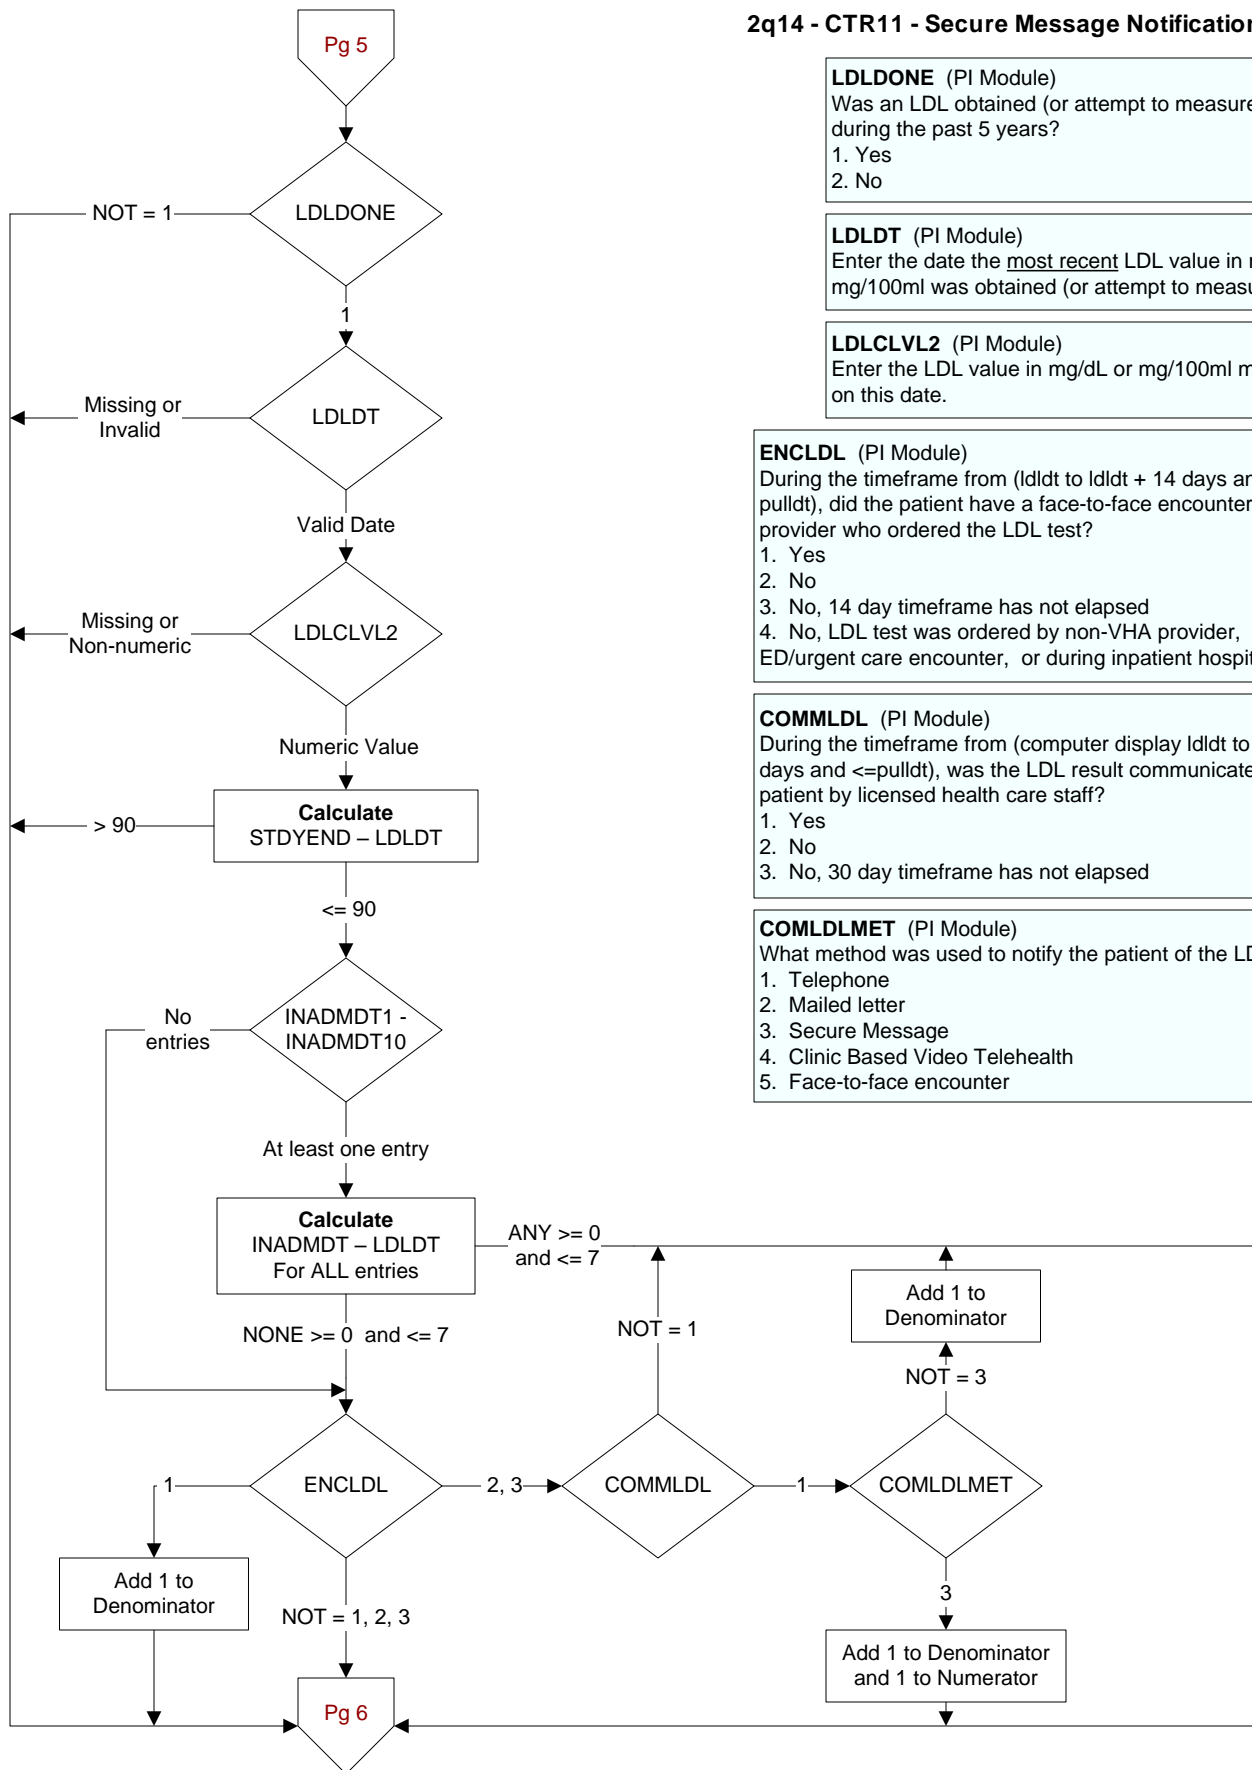 2q14 - CTR11 - Secure Message Notification
Pg 5
LDLDONE (PI Module)
Was an LDL obtained (or attempt to measure
during the past 5 years?
1. Yes
2. No
LDLDT (PI Module)
Enter the date the most recent LDL value in
mg/100ml was obtained (or attempt to
LDLCLVL2 (PI Module)
Enter the LDL value in mg/dL or mg/100ml
on this date.
ENCLDL (PI Module)
During the timeframe from (ldldt to ldldt + 14 days
pulldt), did the patient have a face-to-face encounter
provider who ordered the LDL test?
1. Yes
2. No
3. No, 14 day timeframe has not elapsed
4. No, LDL test was ordered by non-VHA provider,
ED/urgent care encounter, or during inpatient
COMMLDL (PI Module)
During the timeframe from (computer display ldldt to
days and <=pulldt), was the LDL result
patient by licensed health care staff?
1. Yes
2. No
3. No, 30 day timeframe has not elapsed
COMLDLMET (PI Module)
What method was used to notify the patient of the
1. Telephone
2. Mailed letter
3. Secure Message
4. Clinic Based Video Telehealth
5. Face-to-face encounter
LDLDONE
NOT = 1
1
LDLDT
Missing or
Invalid
Valid Date
LDLCLVL2
Missing or
Non-numeric
Numeric Value
Calculate
STDYEND – LDLDT
> 90
<= 90
INADMDT1 -
INADMDT10
No
entries
At least one entry
Calculate
INADMDT – LDLDT
For ALL entries
ANY >= 0
and <= 7
NONE >= 0 and <= 7
ENCLDL
1
2, 3
COMMLDL
NOT = 1
1
COMLDLMET
NOT = 3
Add 1 to
Denominator
3
Add 1 to Denominator
and 1 to Numerator
Add 1 to
Denominator
NOT = 1, 2, 3
Pg 6